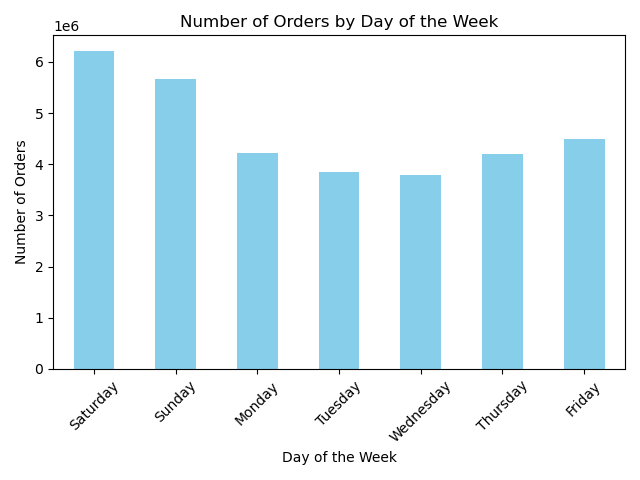 Number of Orders by Day of the Week
1e6
6
5
4
3
2
1
0
Number of Orders
Saturday
Sunday
Monday
Tuesday
Wednesday
Thursday
Friday
Day of the Week